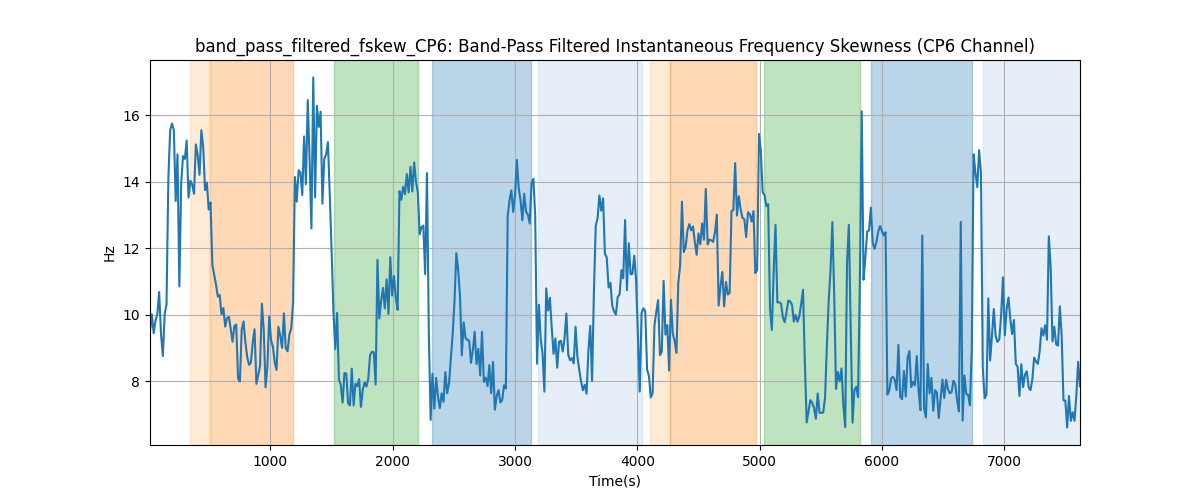 band_pass_filtered_fskew_CP6: Band-Pass Filtered Instantaneous Frequency Skewness (CP6 Channel)
16
14
12
10
8
Hz
1000 2000 3000 4000 5000 6000 7000
Time(s)